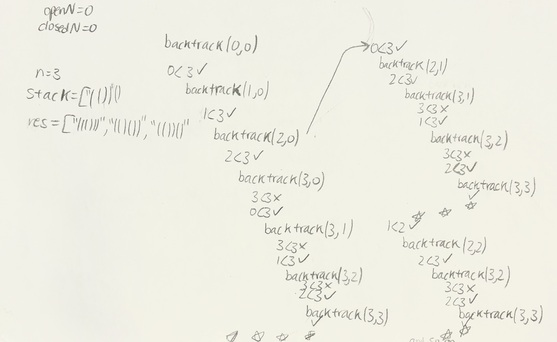 openN=0
closedN=0
n=3
backtrack(0,0)
0<3✓
backtrack(1,0)
1<3✓
backtrack(2,0)
2<3✓
backtrack(3,0)
3<3×
0<3✓
backtrack(3,1)
3<3×
1<3✓
backtrack(3,2)
3<3×
2<3✓
backtrack(3,3)
0<3✓
backtrack(2,1)
2<3✓
backtrack(3,1)
3<3×
1<3✓
backtrack(3,2)
3<3×
2<3✓
backtrack(3,3)
1<2✓
backtrack(2,2)
2<3✓
backtrack(3,2)
3<3×
2<3✓
backtrack(3,3)